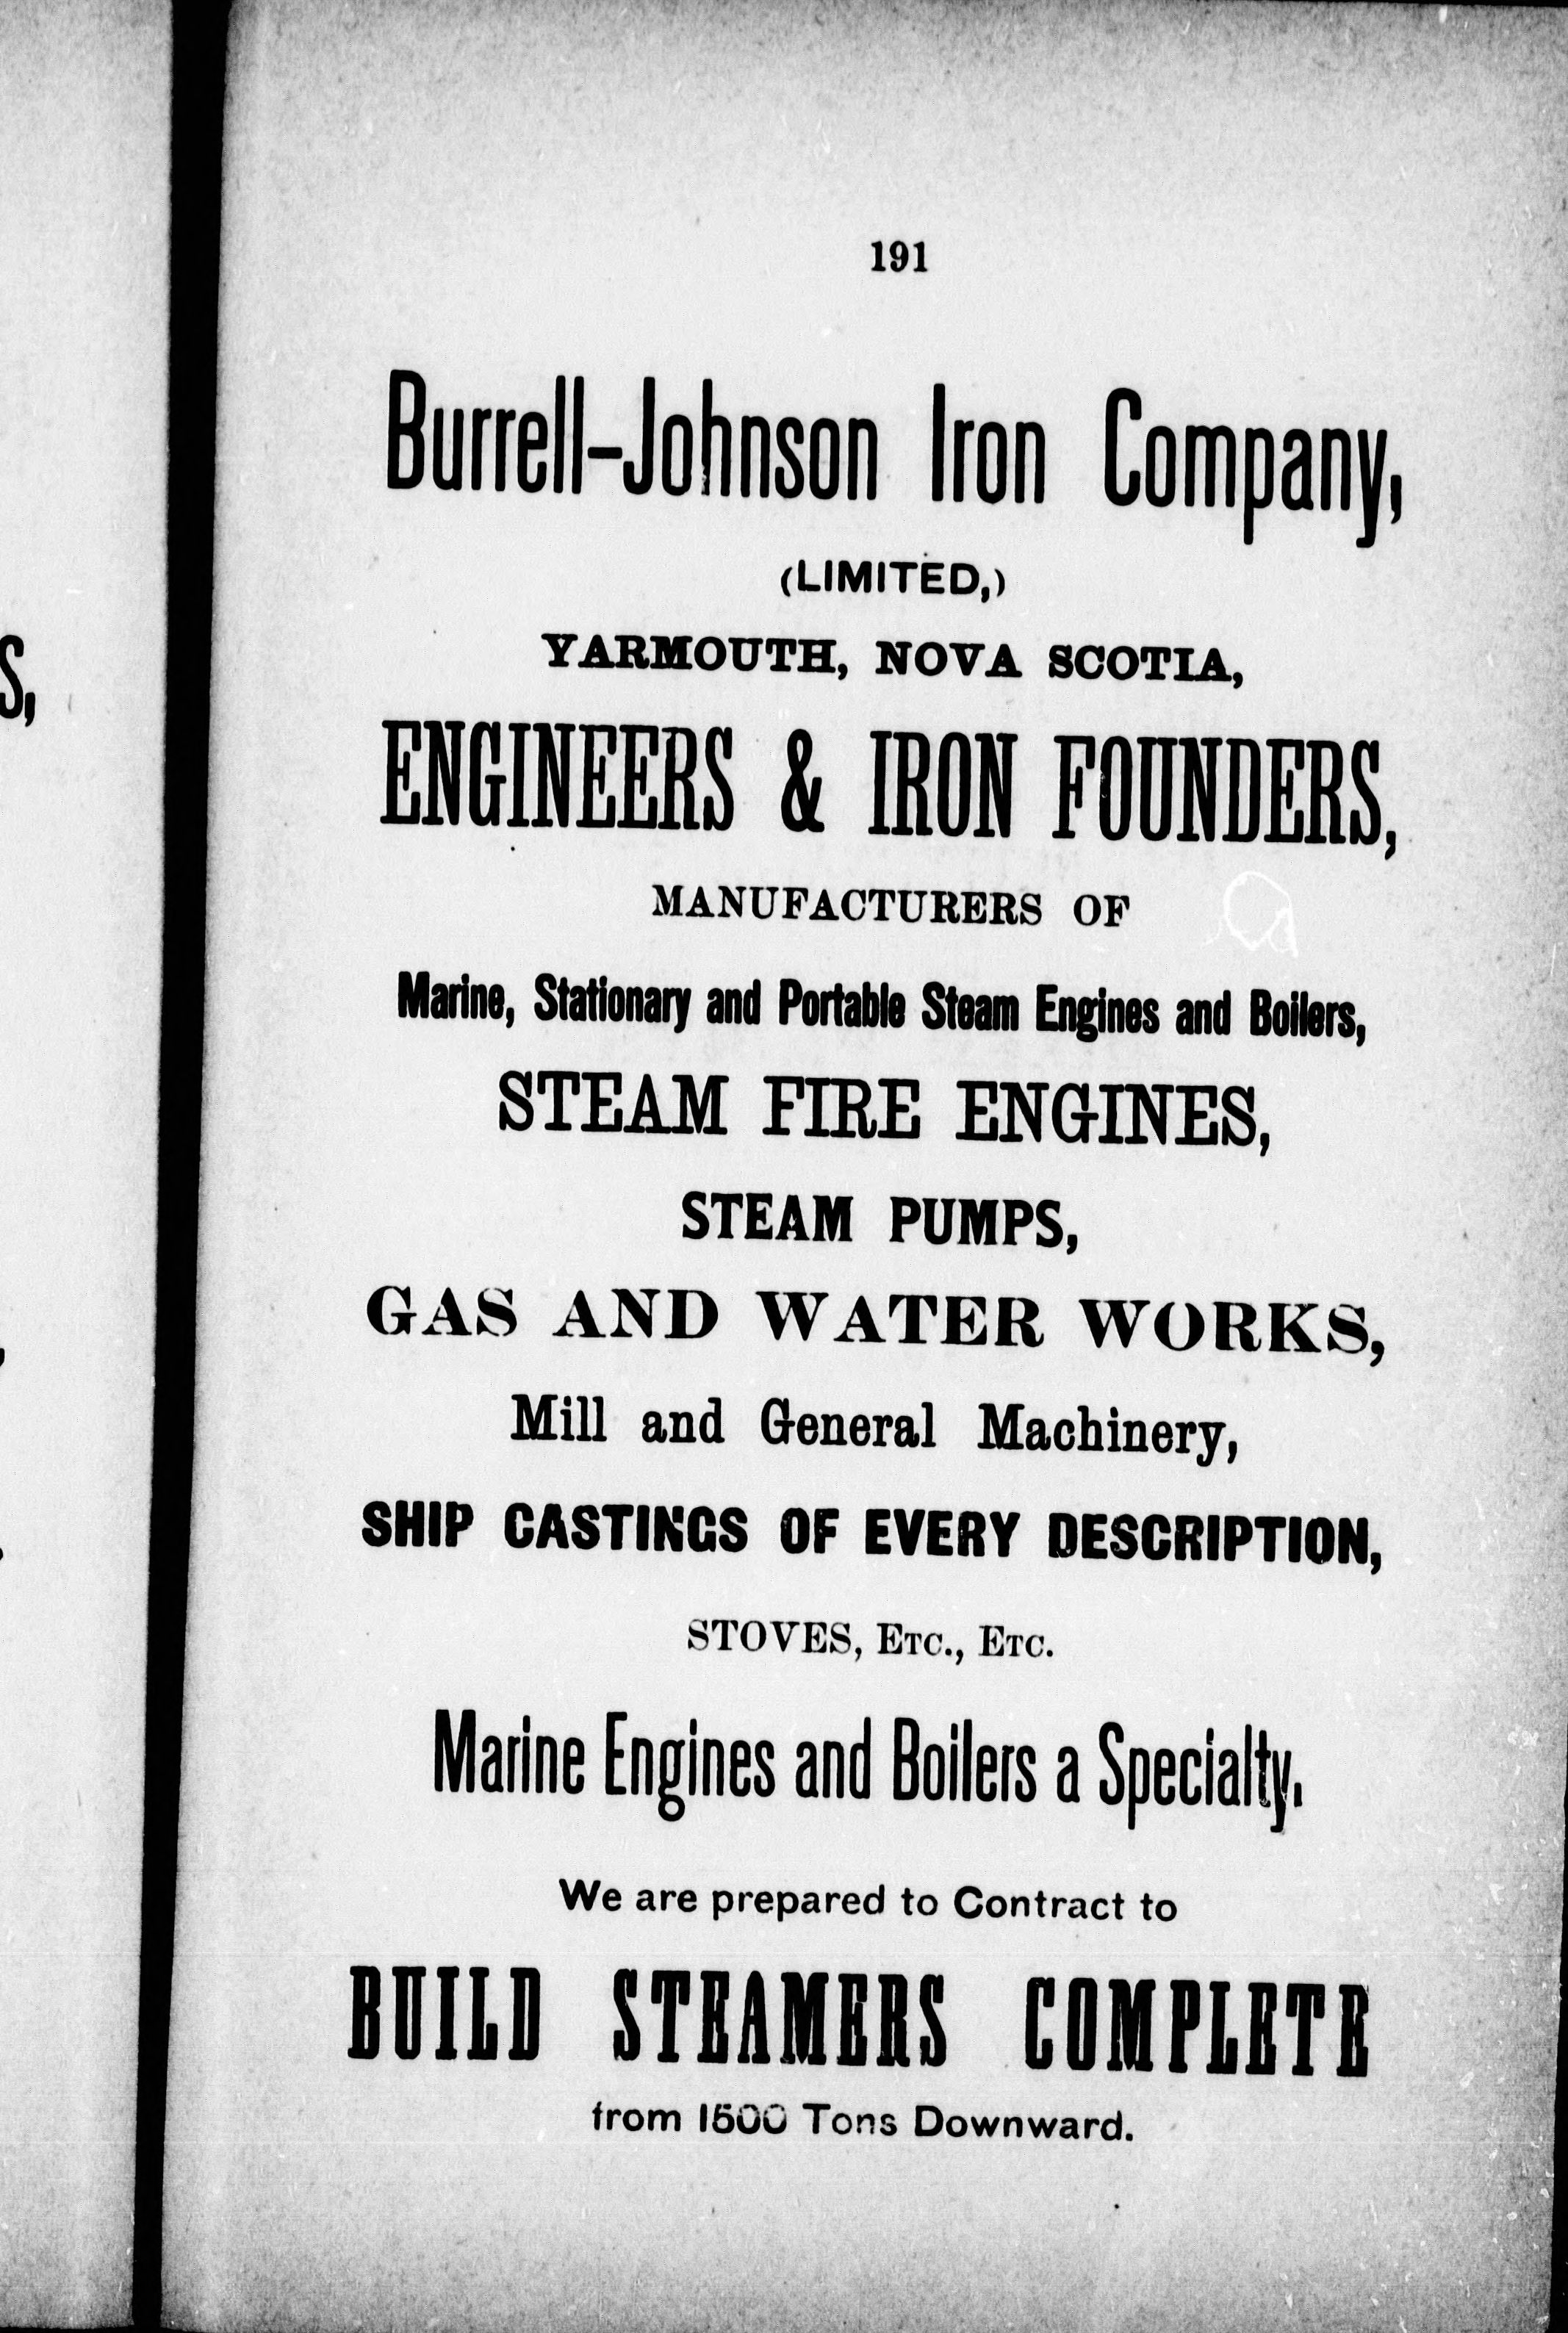 191
Burrell-Johnson Iron Company,
(LIMITED,)
YARMOUTH, NOVA SCOTIA,
ENGINEERS & IRON FOUNDERS,
MANUFACTURERS OF
Marine, Stationary and Portable Steam Engines and Boilers,
STEAM FIRE ENGINES,
STEAM PUMPS,
GAS AND WATER WORKS,
Mill and General Machinery,
SHIP CASTINGS OF EVERY DESCRIPTION,
STOVES, ETC., ETC.
Marine Engines and Boilers a Specialty.
We are prepared to Contract to
BUILD STEAMERS COMPLETE
from 1500 Tons Downward.